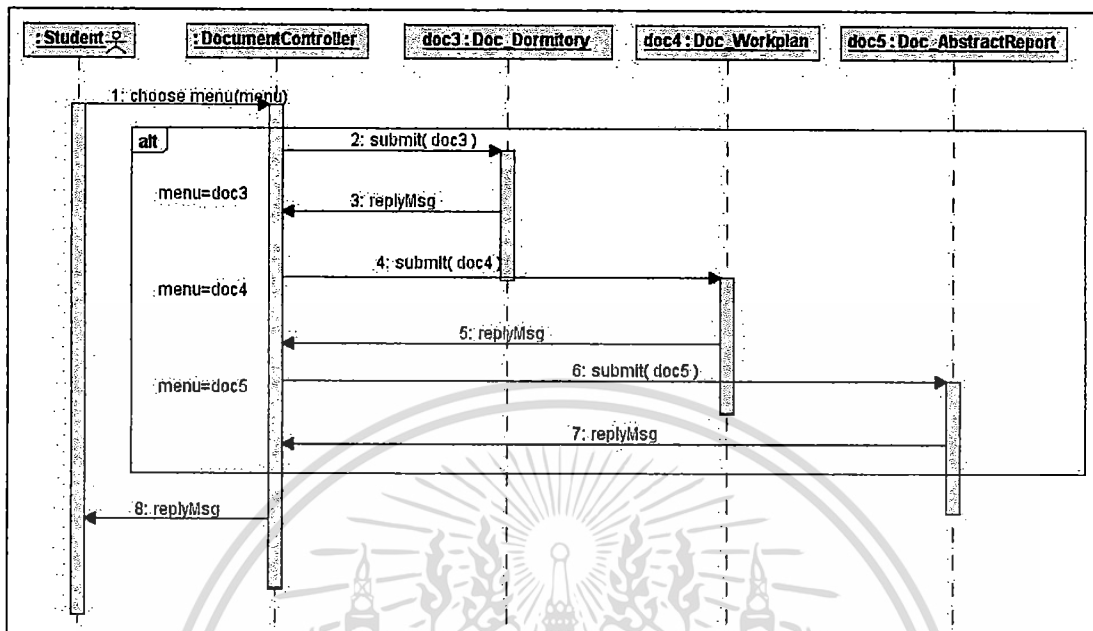 :Student
:DocumentController
doc3:Doc_Dormitory
doc4:Doc_Workplan
doc5:Doc_AbstractReport
1: choose menu(menu)
alt
2: submit( doc3 )
menu=doc3
3: replyMsg
4: submit( doc4)
menu=doc4
5: replyMsg
6: submit( doc5 )
menu=doc5
7: replyMsg
8: replyMsg